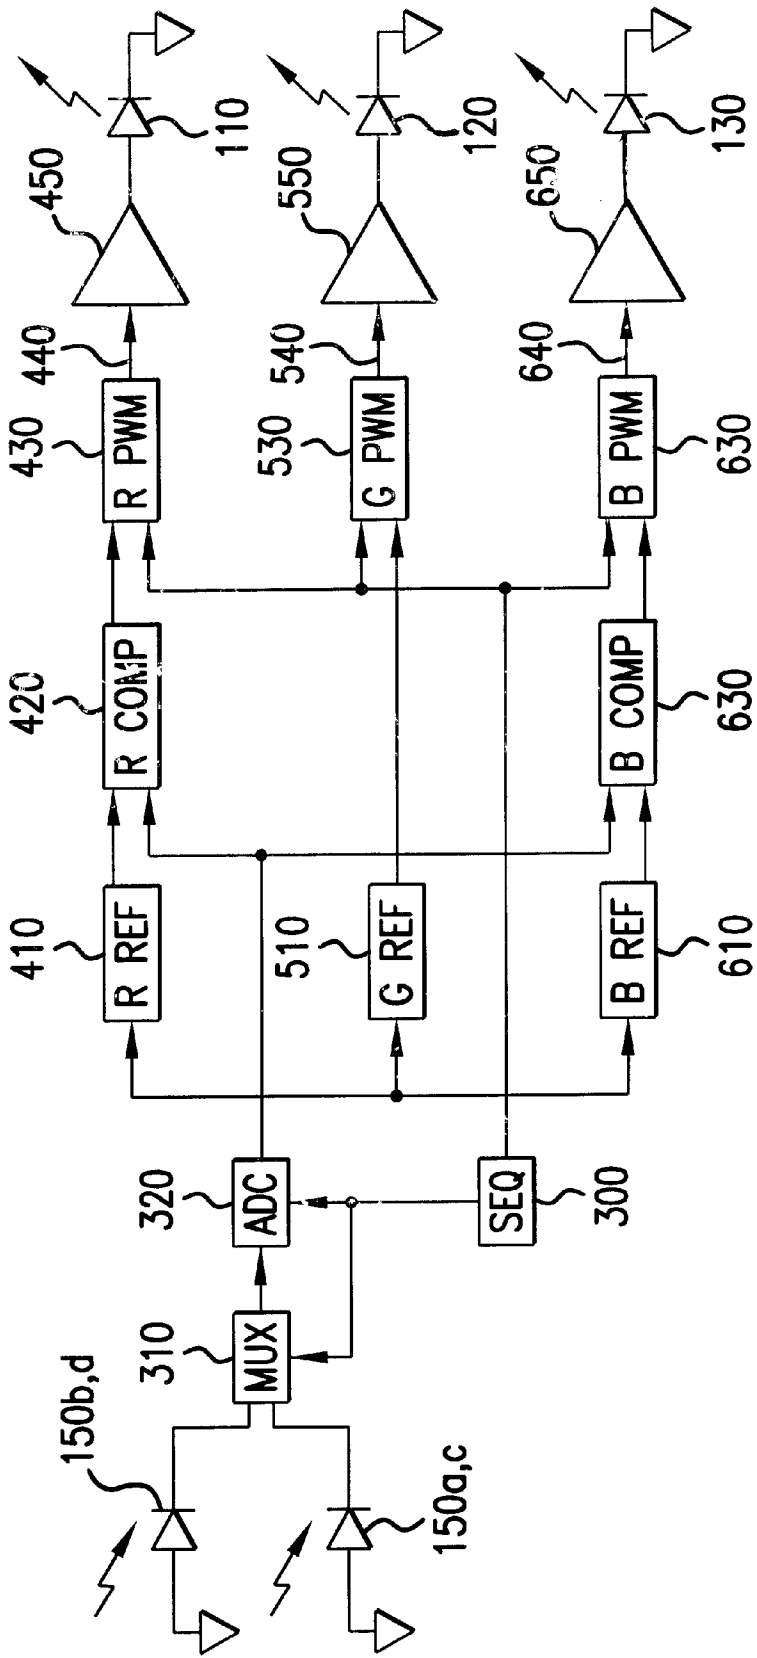 410
420
430
440
450
150b,d
R REF
R COMP
R PWM
310
320
110
MUX
ADC
510
530
540
550
G REF
G PWM
150a,c
120
SEQ
300
640
650
B REF
B COMP
B PWM
610
630
630
130